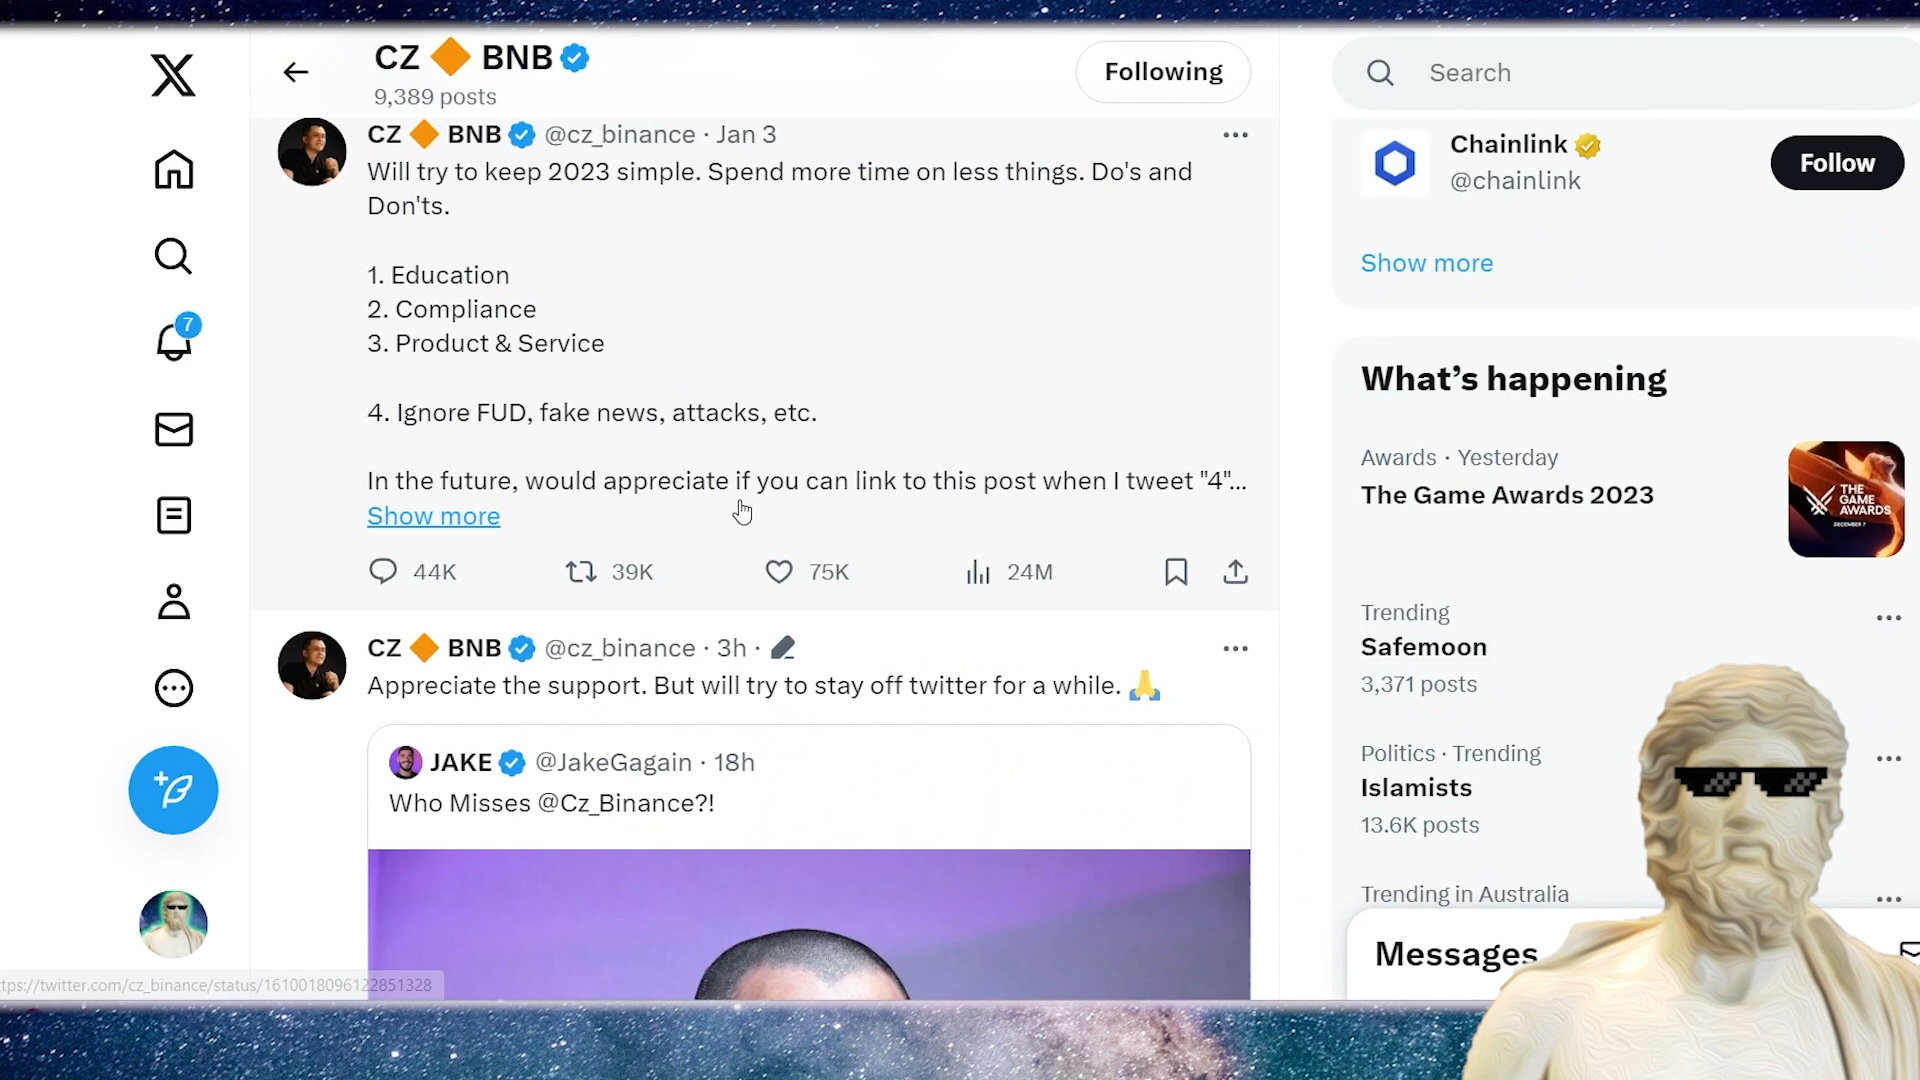 CZ 🔶 BNB
9,389 posts
Following
CZ 🔶 BNB @cz_binance · Jan 3
Will try to keep 2023 simple. Spend more time on less things. Do's and
Don'ts.
1. Education
2. Compliance
3. Product & Service
4. Ignore FUD, fake news, attacks, etc.
In the future, would appreciate if you can link to this post when I tweet "4"...
Show more
44K
39K
75K
24M
CZ 🔶 BNB @cz_binance · 3h ·
Appreciate the support. But will try to stay off twitter for a while. 🙏
JAKE @JakeGagain · 18h
Who Misses @Cz_Binance?!
7
ttps://twitter.com/cz_binance/status/1610018096122851328
Search
Chainlink
@chainlink
Follow
Show more
What's happening
Awards · Yesterday
The Game Awards 2023
THE
GAME
AWARDS
DECEMBER 7
Trending
Safemoon
3,371 posts
Politics · Trending
Islamists
13.6K posts
Trending in Australia
Messages